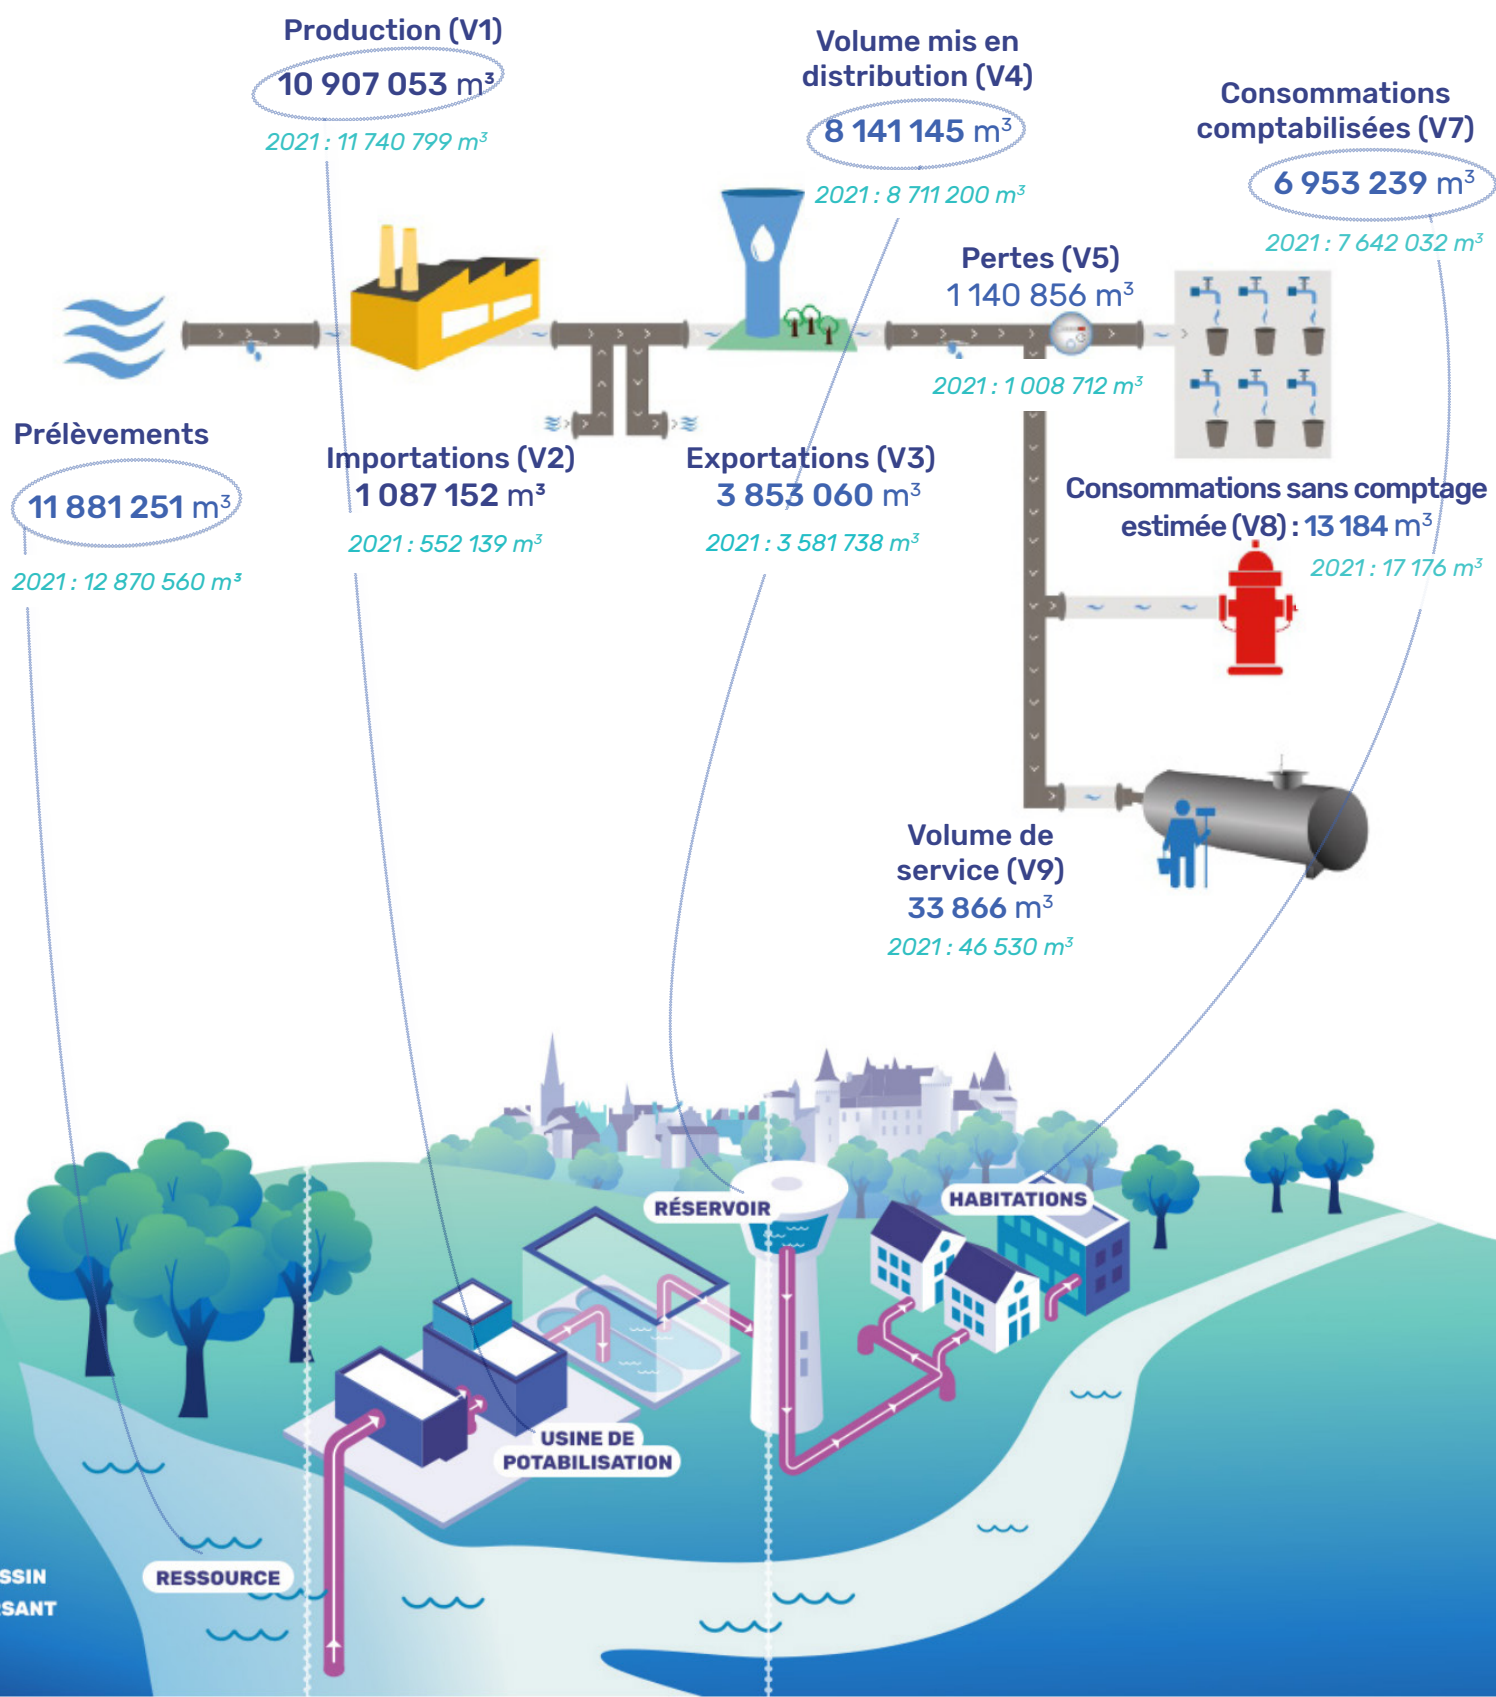 Production (V1)
10 907 053 m³
2021 : 11 740 799 m³
Volume mis en
distribution (V4)
8 141 145 m³
2021 : 8 711 200 m³
Consommations
comptabilisées (V7)
6 953 239 m³
2021 : 7 642 032 m³
Pertes (V5)
1 140 856 m³
2021 : 1 008 712 m³
Prélèvements
11 881 251 m³
2021 : 12 870 560 m³
Importations (V2)
1 087 152 m³
2021 : 552 139 m³
Exportations (V3)
3 853 060 m³
2021 : 3 581 738 m³
Consommations sans comptage
estimée (V8) : 13 184 m³
2021 : 17 176 m³
Volume de
service (V9)
33 866 m³
2021 : 46 530 m³
RÉSERVOIR
HABITATIONS
USINE DE
POTABILISATION
RESSOURCE
SSIN
RSANT